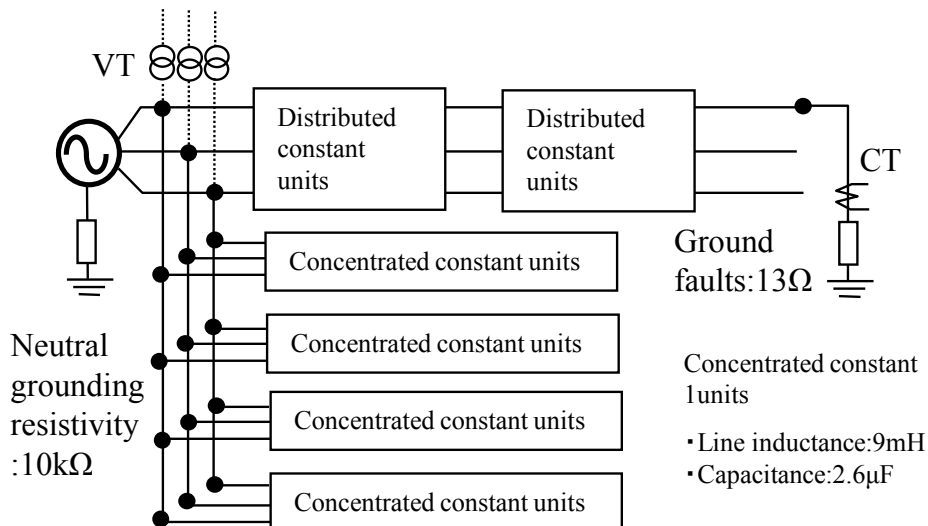 VT
Distributed
constant
units
Distributed
constant
units
CT
Concentrated constant units
Ground
faults:13Ω
Concentrated constant units
Neutral
grounding
resistivity
:10kΩ
Concentrated constant units
Concentrated constant units
Concentrated constant
1units
・Line inductance:9mH
・Capacitance:2.6μF